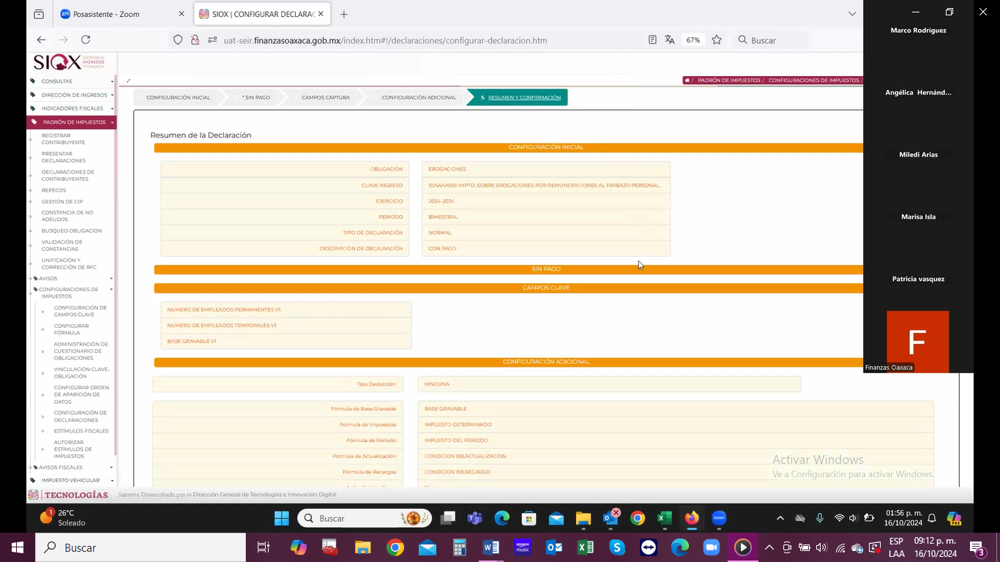 Posasistente - Zoom
SIOX | CONFIGURAR DECLARAC
uat-seir.finanzasoaxaca.gob.mx/index.htm#!/declaraciones/configurar-declaracion.htm
67%
Buscar
SIOX
SISTEMA DE
INGRESOS
DE OAXACA
CONSULTAS
DIRECCIÓN DE INGRESOS
INDICADORES FISCALES
PADRÓN DE IMPUESTOS
REGISTRAR
CONTRIBUYENTE
PRESENTAR
DECLARACIONES
DECLARACIONES DE
CONTRIBUYENTES
REPECOS
GESTIÓN DE CIP
CONSTANCIA DE NO
ADEUDOS
BLOQUEO OBLIGACION
VALIDACIÓN DE
CONSTANCIAS
UNIFICACIÓN Y
CORRECCIÓN DE RFC
AVISOS
CONFIGURACIONES DE
IMPUESTOS
CONFIGURACIÓN DE
CAMPOS CLAVE
CONFIGURAR
FÓRMULA
ADMINISTRACIÓN DE
CUESTIONARIO DE
OBLIGACIONES
VINCULACIÓN CLAVE-
OBLIGACIÓN
CONFIGURAR ORDEN
DE APARICIÓN DE
DATOS
CONFIGURACIÓN DE
DECLARACIONES
ESTÍMULOS FISCALES
AUTORIZAR
ESTÍMULOS DE
IMPUESTOS
AVISOS FISCALES
IMPUESTO VEHICULAR
/ PADRÓN DE IMPUESTOS / CONFIGURACIONES DE IMPUESTOS /
CONFIGURACIÓN INICIAL
* SIN PAGO
CAMPOS CAPTURA
CONFIGURACIÓN ADICIONAL
5 RESUMEN Y CONFIRMACIÓN
Resumen de la Declaración
CONFIGURACIÓN INICIAL
OBLIGACIÓN EROGACIONES
CLAVE INGRESO 1DAAAA001 IMPTO. SOBRE EROGACIONES POR REMUNERACIONES AL TRABAJO PERSONAL.
EJERCICIO 2024-2024
PERIODO BIMESTRAL
TIPO DE DECLARACIÓN NORMAL
DESCRIPCIÓN DE DECALRACIÓN CON PAGO
SIN PAGO
CAMPOS CLAVE
NUMERO DE EMPLEADOS PERMANENTES V1
NUMERO DE EMPLEADOS TEMPORALES V1
BASE GRAVABLE V1
CONFIGURACIÓN ADICIONAL
Tipo Deducción: NINGUNA
Fórmula de Base Gravable: BASE GRAVABLE
Fórmula de Impuestos: IMPUESTO DETERMINADO
Fórmula de Periodo: IMPUESTO DEL PERIODO
Fórmula de Actualización: CONDICION 159,ACTUALIZACION
Fórmula de Recargos: CONDICION 159,RECARGO
TECNOLOGÍAS
Sistema Desarrollado por la Dirección General de Tecnologías e Innovación Digital
Activar Windows
Ve a Configuración para activar Windows.
Marco Rodríguez
Angélica Hernánd...
Miledi Arias
Marisa Isla
Patricia vasquez
F
Finanzas Oaxaca
1
26°C
Soleado
Buscar
zoom
01:56 p. m.
16/10/2024
PRE
Buscar
amazon
music
ESP
LAA
09:12 p. m.
16/10/2024
3